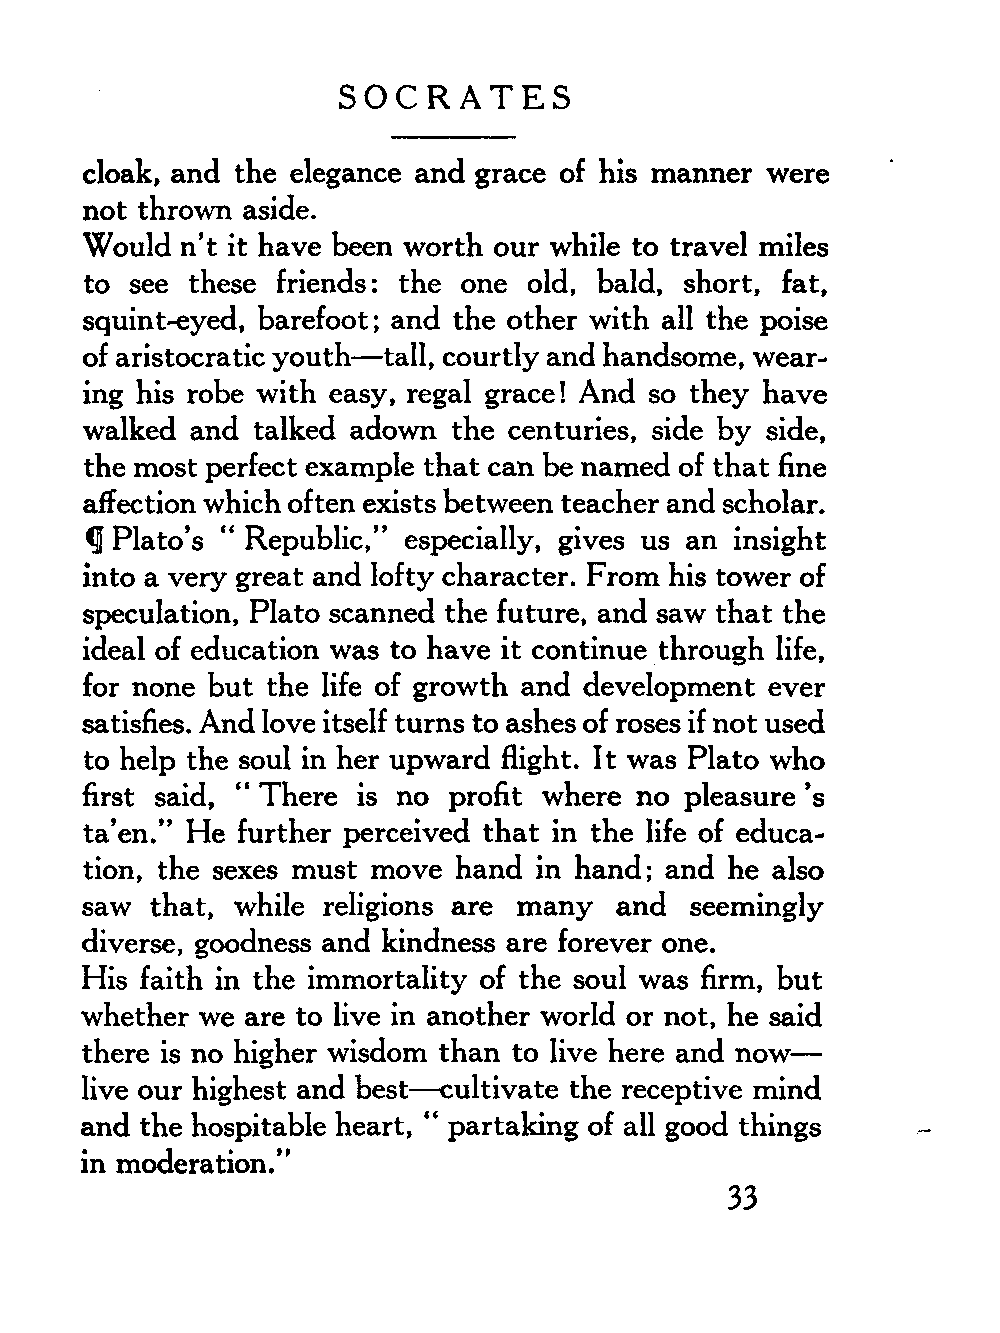 SOCRATES
cloak, and the elegance and grace of his manner were
not thrown aside.
Would n't it have been worth our while to travel miles
to see these friends: the one old, bald, short, fat,
squint-eyed, barefoot; and the other with all the poise
of aristocratic youth—tall, courtly and handsome, wear-
ing his robe with easy, regal grace! And so they have
walked and talked adown the centuries, side by side,
the most perfect example that can be named of that fine
affection which often exists between teacher and scholar.
¶ Plato's " Republic," especially, gives us an insight
into a very great and lofty character. From his tower of
speculation, Plato scanned the future, and saw that the
ideal of education was to have it continue through life,
for none but the life of growth and development ever
satisfies. And love itself turns to ashes of roses if not used
to help the soul in her upward flight. It was Plato who
first said, " There is no profit where no pleasure 's
ta'en." He further perceived that in the life of educa-
tion, the sexes must move hand in hand; and he also
saw that, while religions are many and seemingly
diverse, goodness and kindness are forever one.
His faith in the immortality of the soul was firm, but
whether we are to live in another world or not, he said
there is no higher wisdom than to live here and now—
live our highest and best—cultivate the receptive mind
and the hospitable heart, " partaking of all good things
in moderation."
33